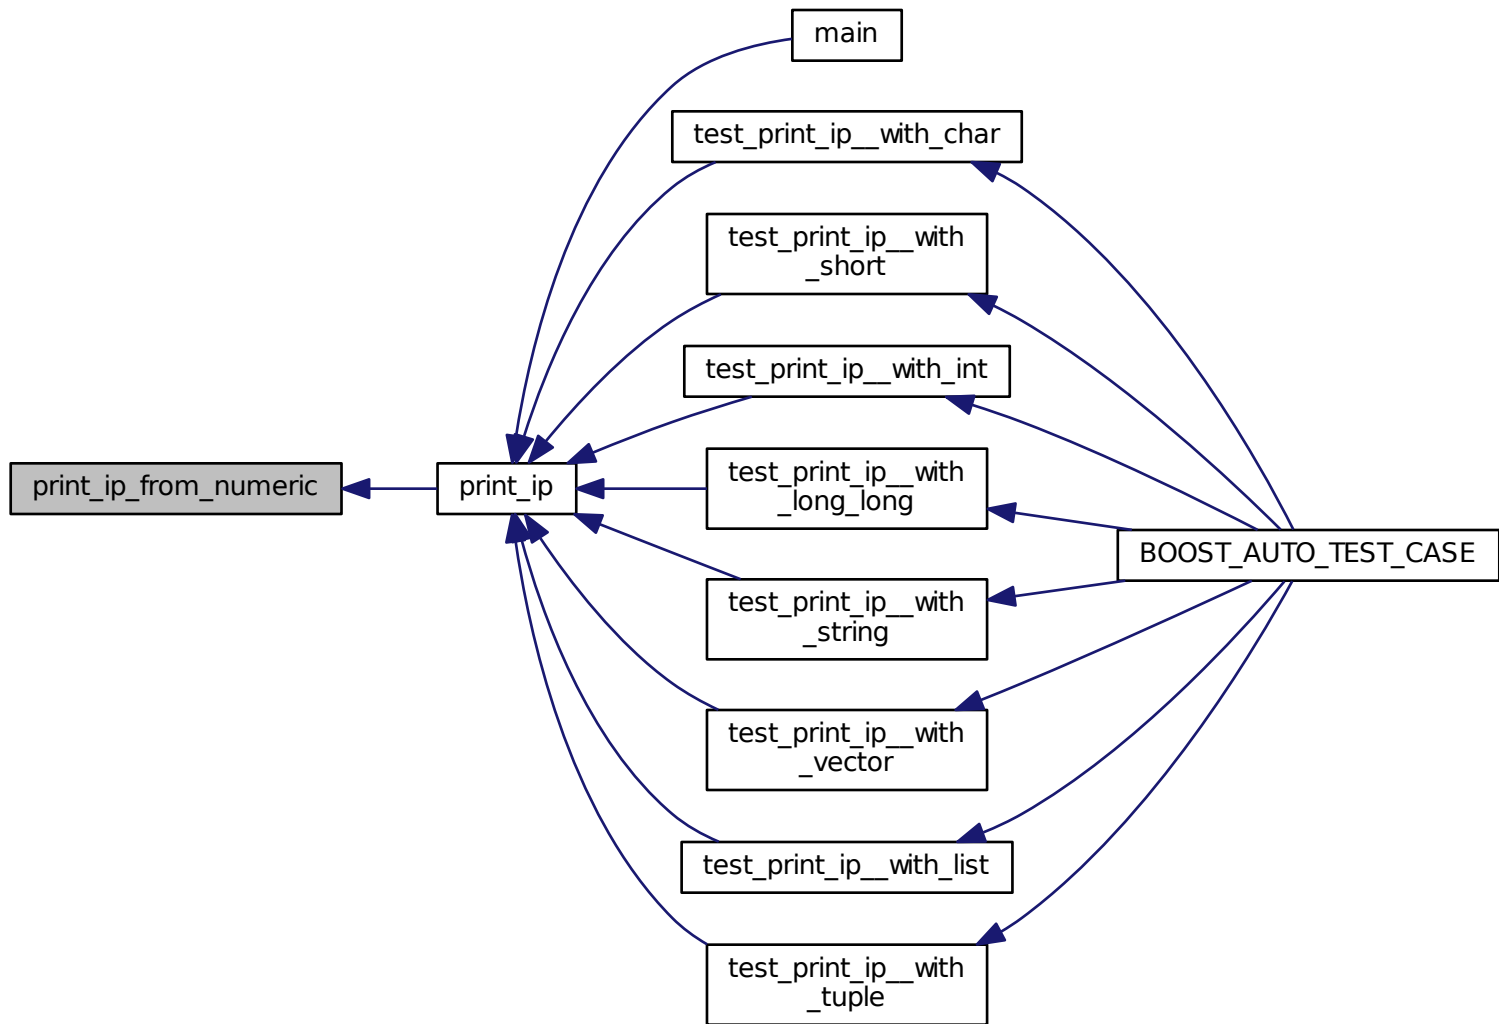 main
test_print_ip__with_char
test_print_ip__with
_short
test_print_ip__with_int
print_ip_from_numeric
print_ip
test_print_ip__with
_long_long
BOOST_AUTO_TEST_CASE
test_print_ip__with
_string
test_print_ip__with
_vector
test_print_ip__with_list
test_print_ip__with
_tuple